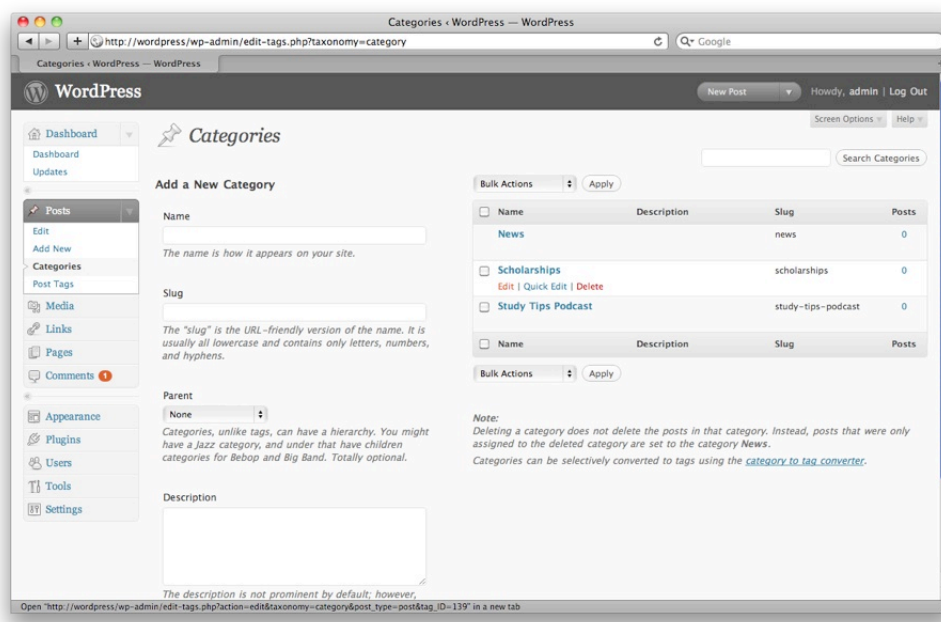 Categories ‹ WordPress — WordPress
http://wordpress/wp-admin/edit-tags.php?taxonomy=category
Google
Categories ‹ WordPress — WordPress
WordPress
New Post
Howdy, admin | Log Out
Screen Options
Help
Dashboard
Dashboard
Updates
Posts
Edit
Add New
Categories
Post Tags
Media
Links
Pages
Comments 1
Appearance
Plugins
Users
Tools
Settings
Categories
Search Categories
Add a New Category
Name
The name is how it appears on your site.
Slug
The "slug" is the URL-friendly version of the name. It is
usually all lowercase and contains only letters, numbers,
and hyphens.
Parent
None
Categories, unlike tags, can have a hierarchy. You might
have a Jazz category, and under that have children
categories for Bebop and Big Band. Totally optional.
Description
The description is not prominent by default; however,
Bulk Actions Apply
Name Description Slug Posts
News news 0
Scholarships scholarships 0
Edit | Quick Edit | Delete
Study Tips Podcast study-tips-podcast 0
Name Description Slug Posts
Bulk Actions Apply
Note:
Deleting a category does not delete the posts in that category. Instead, posts that were only
assigned to the deleted category are set to the category News.
Categories can be selectively converted to tags using the category to tag converter.
Open "http://wordpress/wp-admin/edit-tags.php?action=edit&taxonomy=category&post_type=post&tag_ID=139" in a new tab